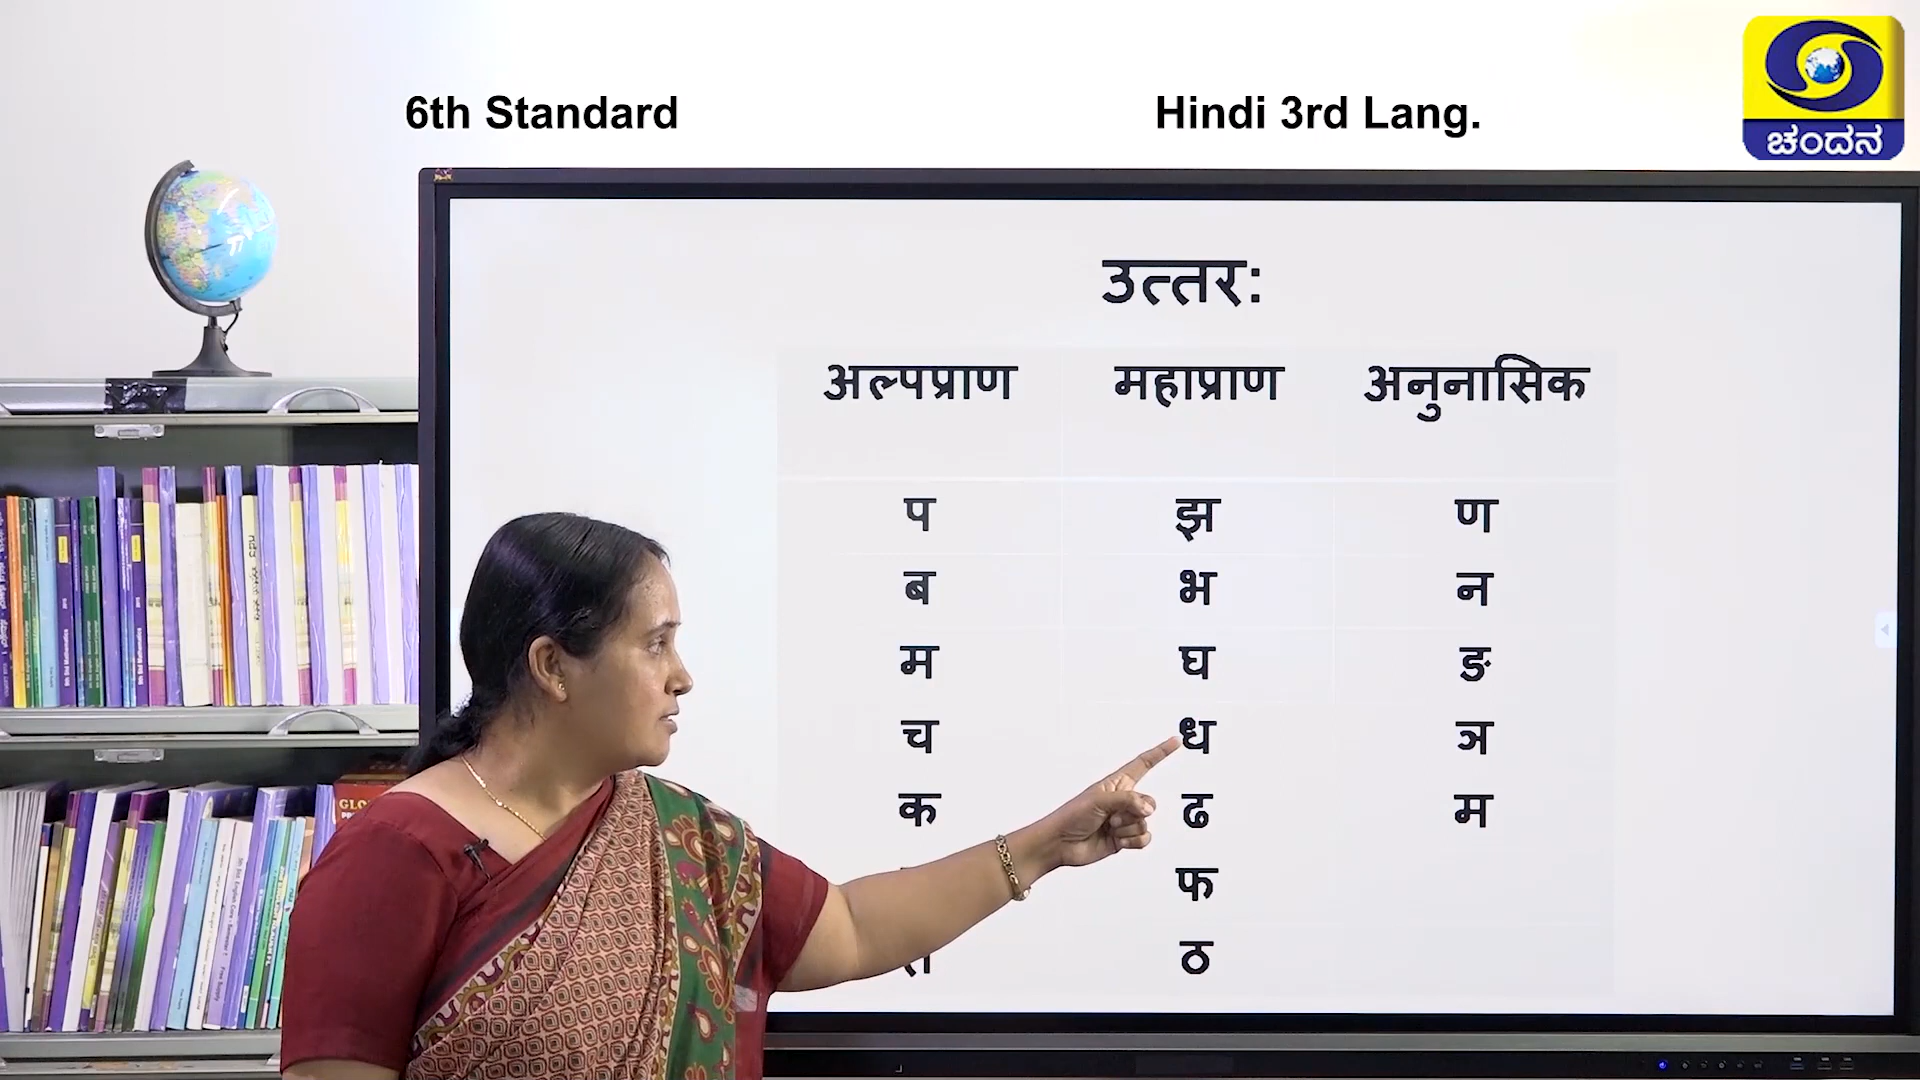 6th Standard
Hindi 3rd Lang.
ಚಂದನ
उत्तर:
अल्पप्राण महाप्राण अनुनासिक
प झ ण
ब भ न
म घ ङ
च ध ञ
क ढ म
फ
ठ